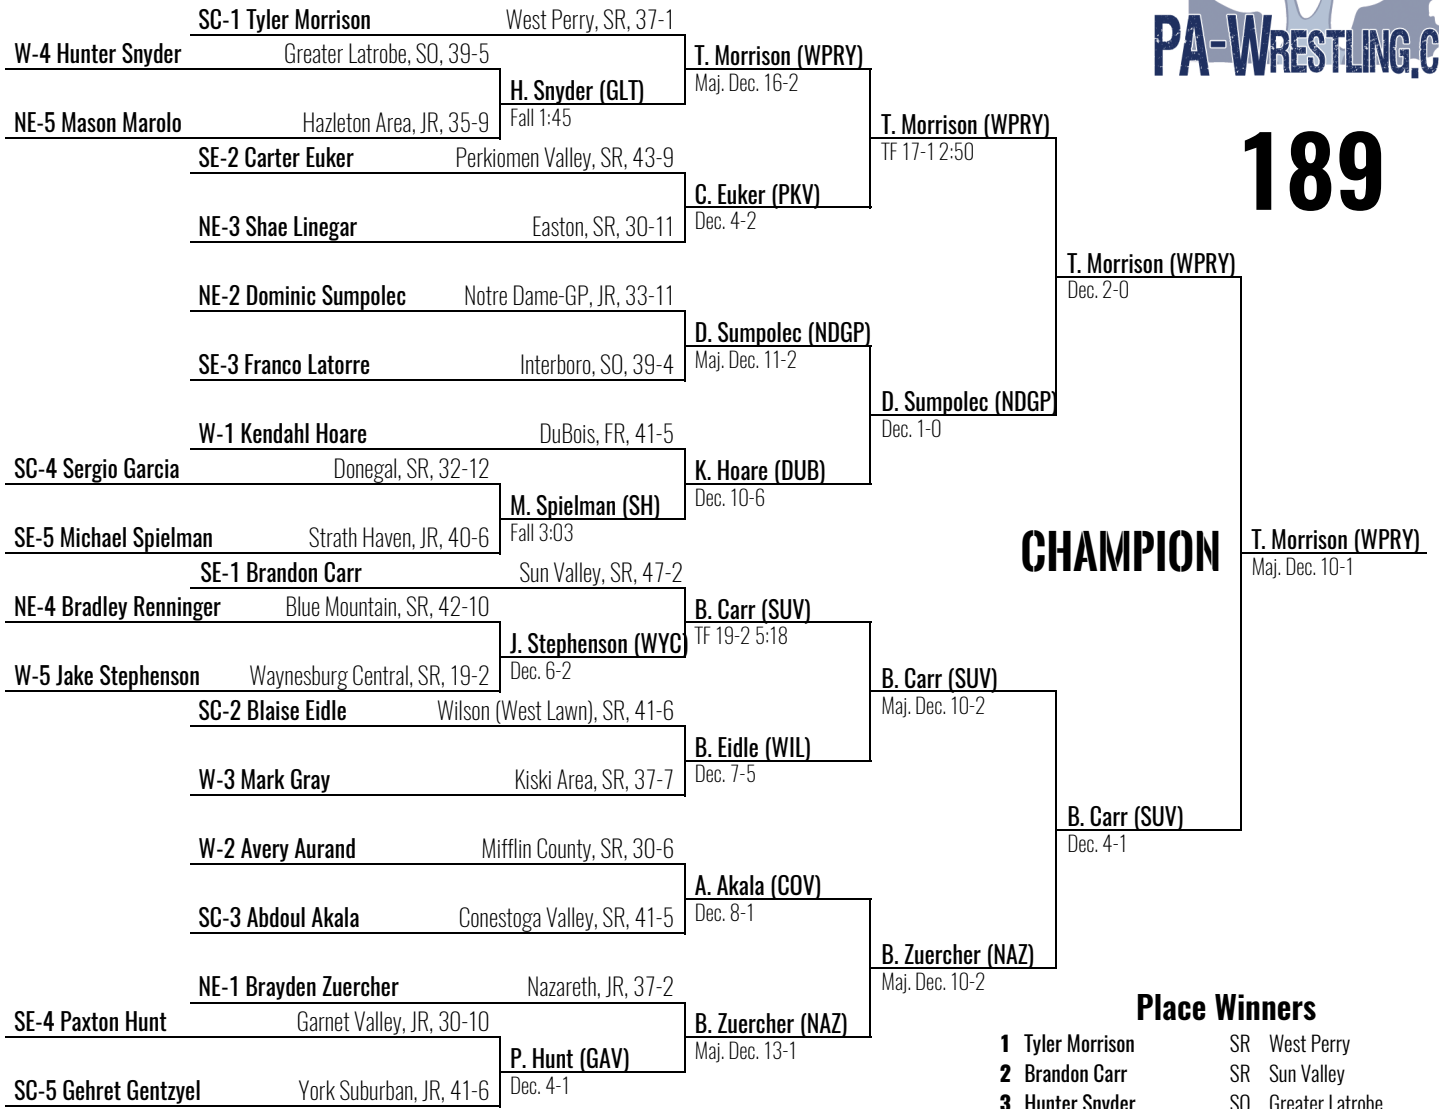 SC-1 Tyler Morrison West Perry, SR, 37-1
W-4 Hunter Snyder Greater Latrobe, SO, 39-5
T. Morrison (WPRY)
Maj. Dec. 16-2
H. Snyder (GLT)
Fall 1:45
NE-5 Mason Marolo Hazleton Area, JR, 35-9
T. Morrison (WPRY)
TF 17-1 2:50
SE-2 Carter Euker Perkiomen Valley, SR, 43-9
C. Euker (PKV)
Dec. 4-2
NE-3 Shae Linegar Easton, SR, 30-11
PA-WRESTLING.C
189
T. Morrison (WPRY)
Dec. 2-0
NE-2 Dominic Sumpolec Notre Dame-GP, JR, 33-11
D. Sumpolec (NDGP)
Maj. Dec. 11-2
SE-3 Franco Latorre Interboro, SO, 39-4
D. Sumpolec (NDGP)
Dec. 1-0
W-1 Kendahl Hoare DuBois, FR, 41-5
SC-4 Sergio Garcia Donegal, SR, 32-12
K. Hoare (DUB)
Dec. 10-6
M. Spielman (SH)
Fall 3:03
SE-5 Michael Spielman Strath Haven, JR, 40-6
CHAMPION
T. Morrison (WPRY)
Maj. Dec. 10-1
SE-1 Brandon Carr Sun Valley, SR, 47-2
NE-4 Bradley Renninger Blue Mountain, SR, 42-10
B. Carr (SUV)
TF 19-2 5:18
J. Stephenson (WYC)
Dec. 6-2
W-5 Jake Stephenson Waynesburg Central, SR, 19-2
B. Carr (SUV)
Maj. Dec. 10-2
SC-2 Blaise Eidle Wilson (West Lawn), SR, 41-6
B. Eidle (WIL)
Dec. 7-5
W-3 Mark Gray Kiski Area, SR, 37-7
B. Carr (SUV)
Dec. 4-1
W-2 Avery Aurand Mifflin County, SR, 30-6
A. Akala (COV)
Dec. 8-1
SC-3 Abdoul Akala Conestoga Valley, SR, 41-5
B. Zuercher (NAZ)
Maj. Dec. 10-2
NE-1 Brayden Zuercher Nazareth, JR, 37-2
SE-4 Paxton Hunt Garnet Valley, JR, 30-10
B. Zuercher (NAZ)
Maj. Dec. 13-1
P. Hunt (GAV)
Dec. 4-1
SC-5 Gehret Gentzyel York Suburban, JR, 41-6
Place Winners
1 Tyler Morrison SR West Perry
2 Brandon Carr SR Sun Valley
3 Hunter Snyder SO Greater Latrobe